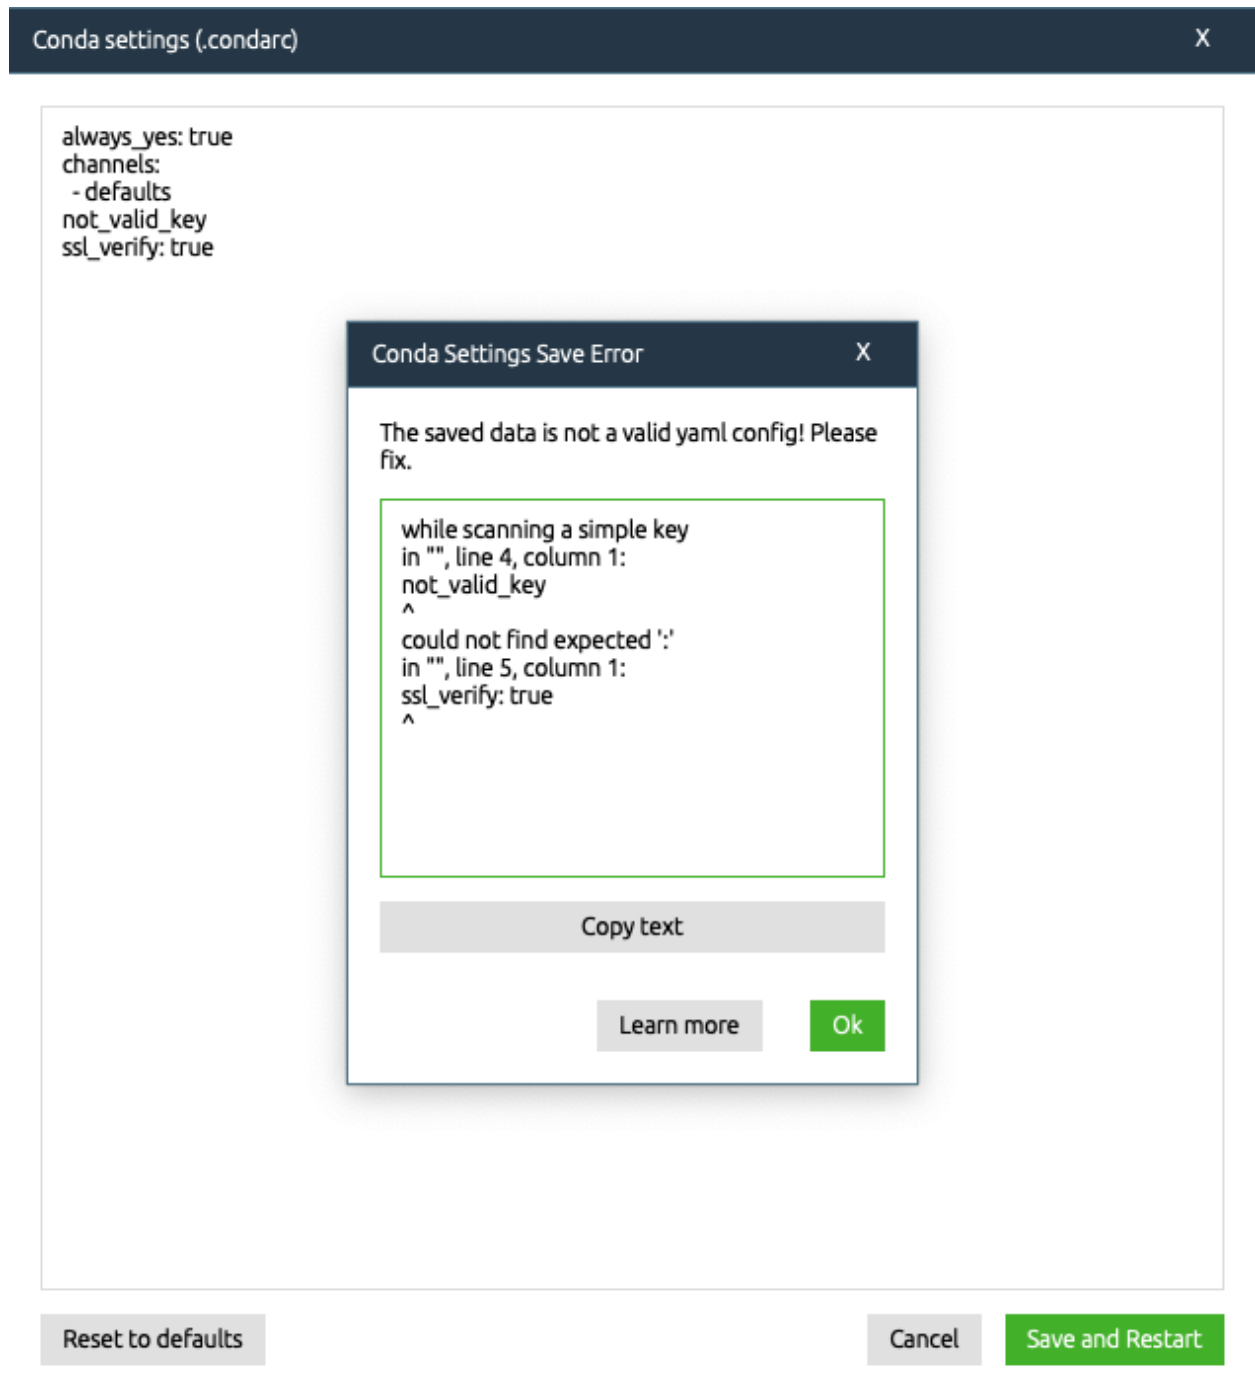 Conda settings (.condarc)
X
always_yes: true
channels:
  - defaults
not_valid_key
ssl_verify: true
Conda Settings Save Error
X
The saved data is not a valid yaml config! Please
fix.
while scanning a simple key
in "", line 4, column 1:
not_valid_key
^
could not find expected ':'
in "", line 5, column 1:
ssl_verify: true
^
Copy text
Learn more
Ok
Reset to defaults
Cancel
Save and Restart